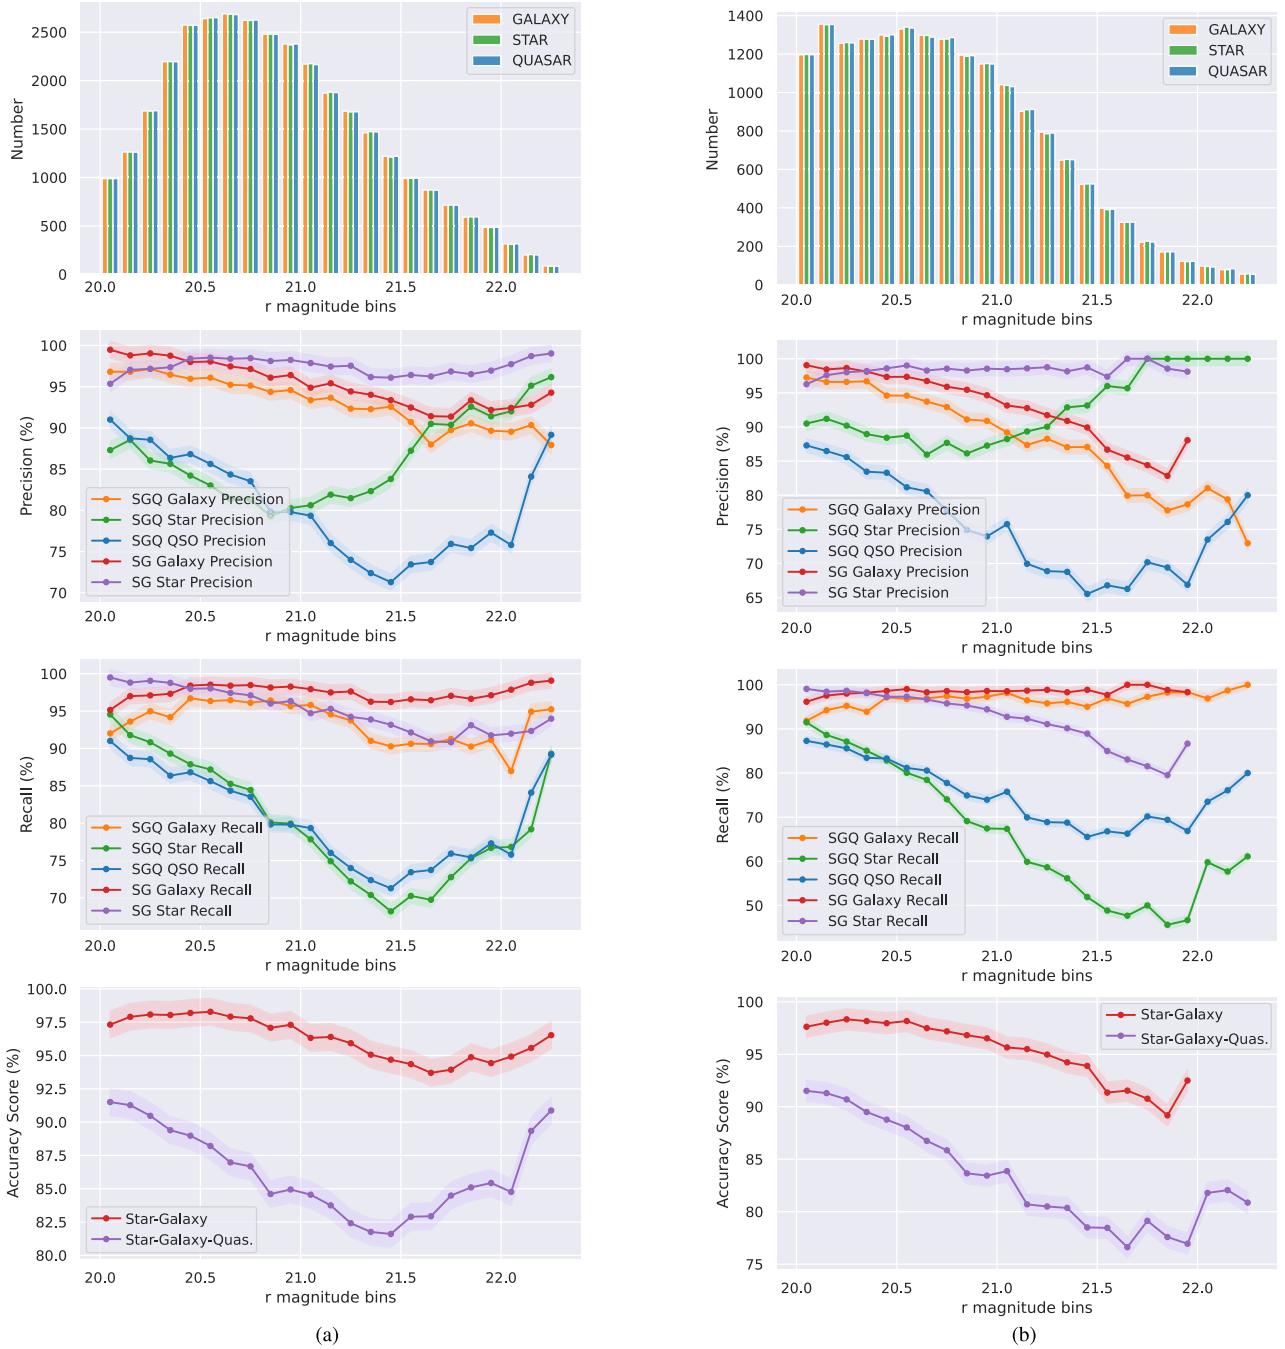 2500
2000
1500
1000
500
0
Number
GALAXY
STAR
QUASAR
20.0 20.5 21.0 21.5 22.0
r magnitude bins
100
95
90
85
80
75
70
Precision (%)
SGQ Galaxy Precision
SGQ Star Precision
SGQ QSO Precision
SG Galaxy Precision
SG Star Precision
20.0 20.5 21.0 21.5 22.0
r magnitude bins
100
95
90
85
80
75
70
Recall (%)
SGQ Galaxy Recall
SGQ Star Recall
SGQ QSO Recall
SG Galaxy Recall
SG Star Recall
20.0 20.5 21.0 21.5 22.0
r magnitude bins
100.0
97.5
95.0
92.5
90.0
87.5
85.0
82.5
80.0
Accuracy Score (%)
Star-Galaxy
Star-Galaxy-Quas.
20.0 20.5 21.0 21.5 22.0
r magnitude bins
(a)
1400
1200
1000
800
600
400
200
0
Number
GALAXY
STAR
QUASAR
20.0 20.5 21.0 21.5 22.0
r magnitude bins
100
95
90
85
80
75
70
65
Precision (%)
SGQ Galaxy Precision
SGQ Star Precision
SGQ QSO Precision
SG Galaxy Precision
SG Star Precision
20.0 20.5 21.0 21.5 22.0
r magnitude bins
100
90
80
70
60
50
Recall (%)
SGQ Galaxy Recall
SGQ Star Recall
SGQ QSO Recall
SG Galaxy Recall
SG Star Recall
20.0 20.5 21.0 21.5 22.0
r magnitude bins
100
95
90
85
80
75
Accuracy Score (%)
Star-Galaxy
Star-Galaxy-Quas.
20.0 20.5 21.0 21.5 22.0
r magnitude bins
(b)